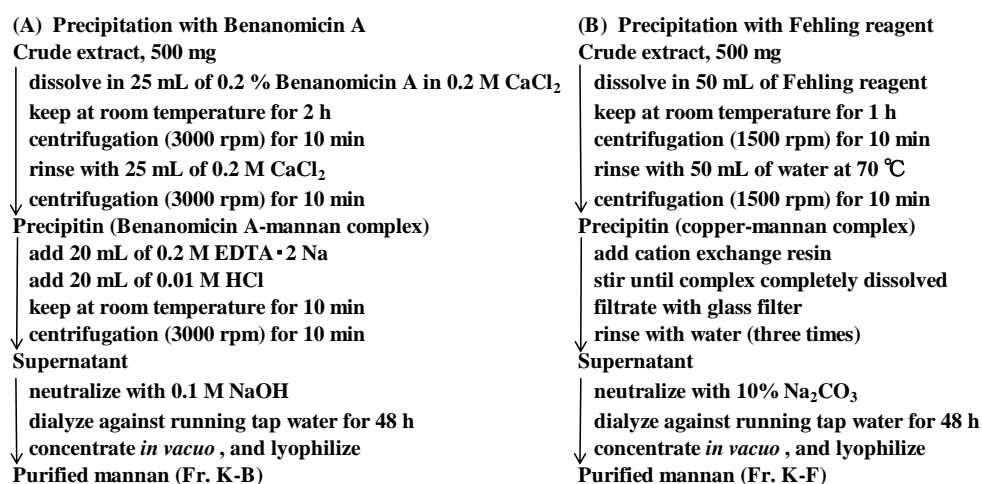 (A) Precipitation with Benanomicin A
Crude extract, 500 mg
dissolve in 25 mL of 0.2 % Benanomicin A in 0.2 M CaCl₂
keep at room temperature for 2 h
centrifugation (3000 rpm) for 10 min
rinse with 25 mL of 0.2 M CaCl₂
centrifugation (3000 rpm) for 10 min
Precipitin (Benanomicin A-mannan complex)
add 20 mL of 0.2 M EDTA・2 Na
add 20 mL of 0.01 M HCl
keep at room temperature for 10 min
centrifugation (3000 rpm) for 10 min
Supernatant
neutralize with 0.1 M NaOH
dialyze against running tap water for 48 h
concentrate in vacuo , and lyophilize
Purified mannan (Fr. K-B)
(B) Precipitation with Fehling reagent
Crude extract, 500 mg
dissolve in 50 mL of Fehling reagent
keep at room temperature for 1 h
centrifugation (1500 rpm) for 10 min
rinse with 50 mL of water at 70 ℃
centrifugation (1500 rpm) for 10 min
Precipitin (copper-mannan complex)
add cation exchange resin
stir until complex completely dissolved
filtrate with glass filter
rinse with water (three times)
Supernatant
neutralize with 10% Na₂CO₃
dialyze against running tap water for 48 h
concentrate in vacuo , and lyophilize
Purified mannan (Fr. K-F)